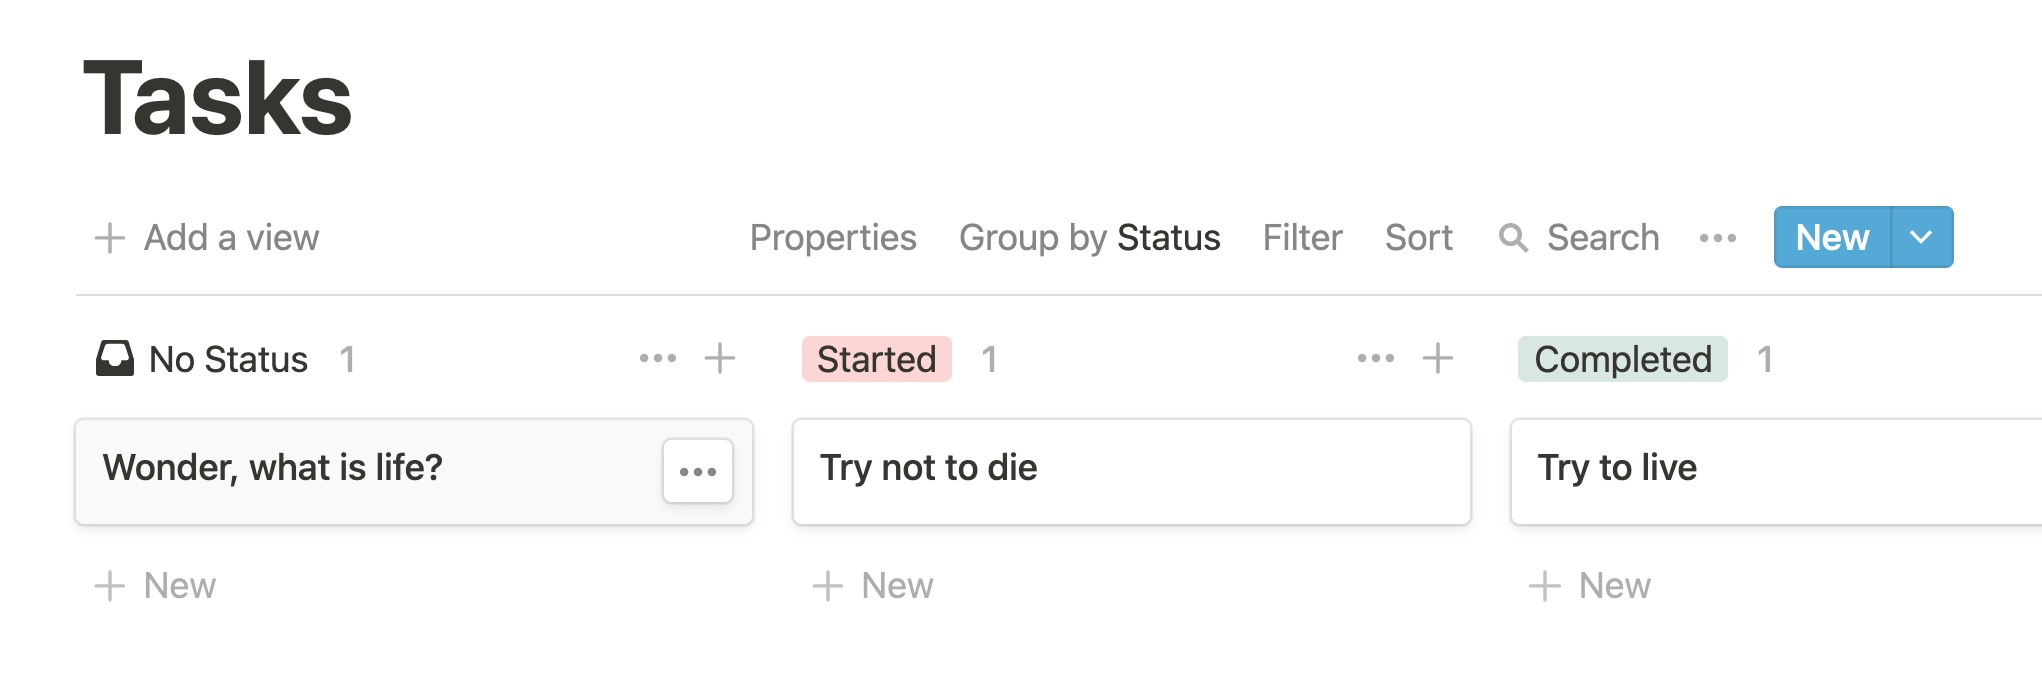 Tasks
Add a view Properties Group by Status Filter Sort Search New
No Status 1 Started 1 Completed 1
Wonder, what is life? Try not to die Try to live
New New New